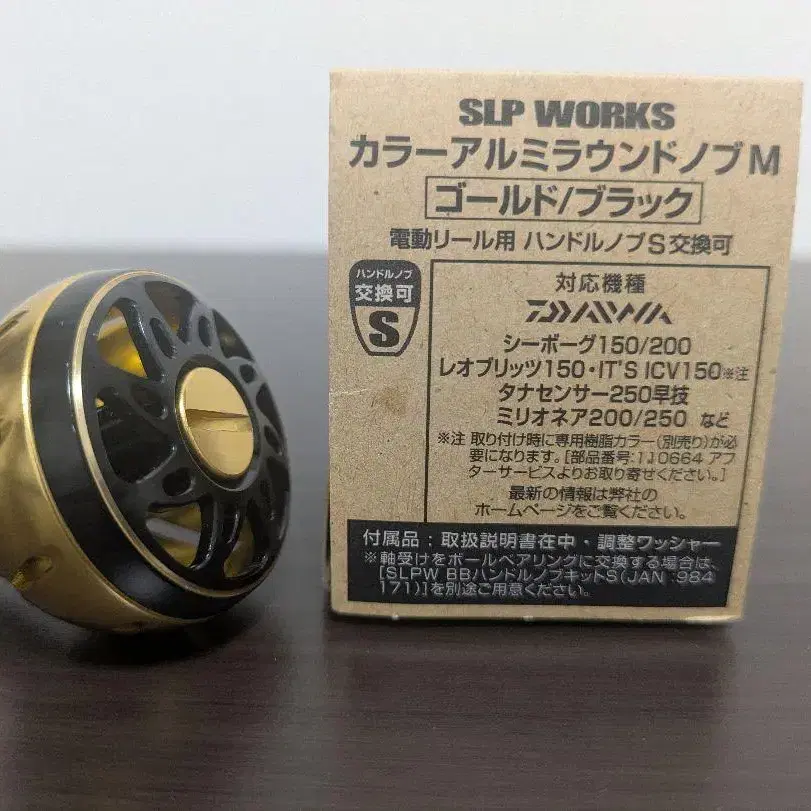 SLP WORKS
カラーアルミラウンドノブM
ゴールド/ブラック
電動リール用 ハンドルノブS交換可
ハンドルノブ
交換可
S
対応機種
DAIWA
シーボーグ150/200
レオブリッツ150・IT'S ICV150※注
タナセンサー250早技
ミリオネア200/250 など
※注 取り付け時に専用樹脂カラー(別売り)が必
要になります。[部品番号:110664 アフ
ターサービスよりお取り寄せください。]
最新の情報は弊社の
ホームページをご覧ください。
付属品:取扱説明書在中・調整ワッシャー
※軸受けをボールベアリングに交換する場合は、
[SLPW BBハンドルノブキットS(JAN:984
171)]を別途ご用意ください。